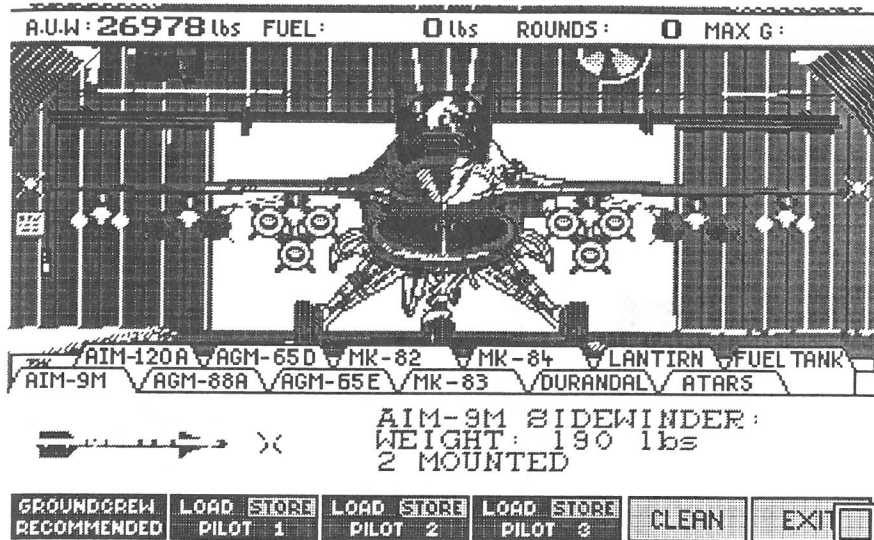 A.U.W: 26978 lbs FUEL: 0 lbs ROUNDS: 0 MAX G:
AIM-120A AGM-65D MK-82 MK-84 LANTIRN FUEL TANK
AIM-9M AGM-88A AGM-65E MK-83 DURANDAL ATARS
AIM-9M SIDEWINDER:
WEIGHT: 190 lbs
2 MOUNTED
GROUNDCREW RECOMMENDED
LOAD STORE PILOT 1
LOAD STORE PILOT 2
LOAD STORE PILOT 3
CLEAN
EXIT